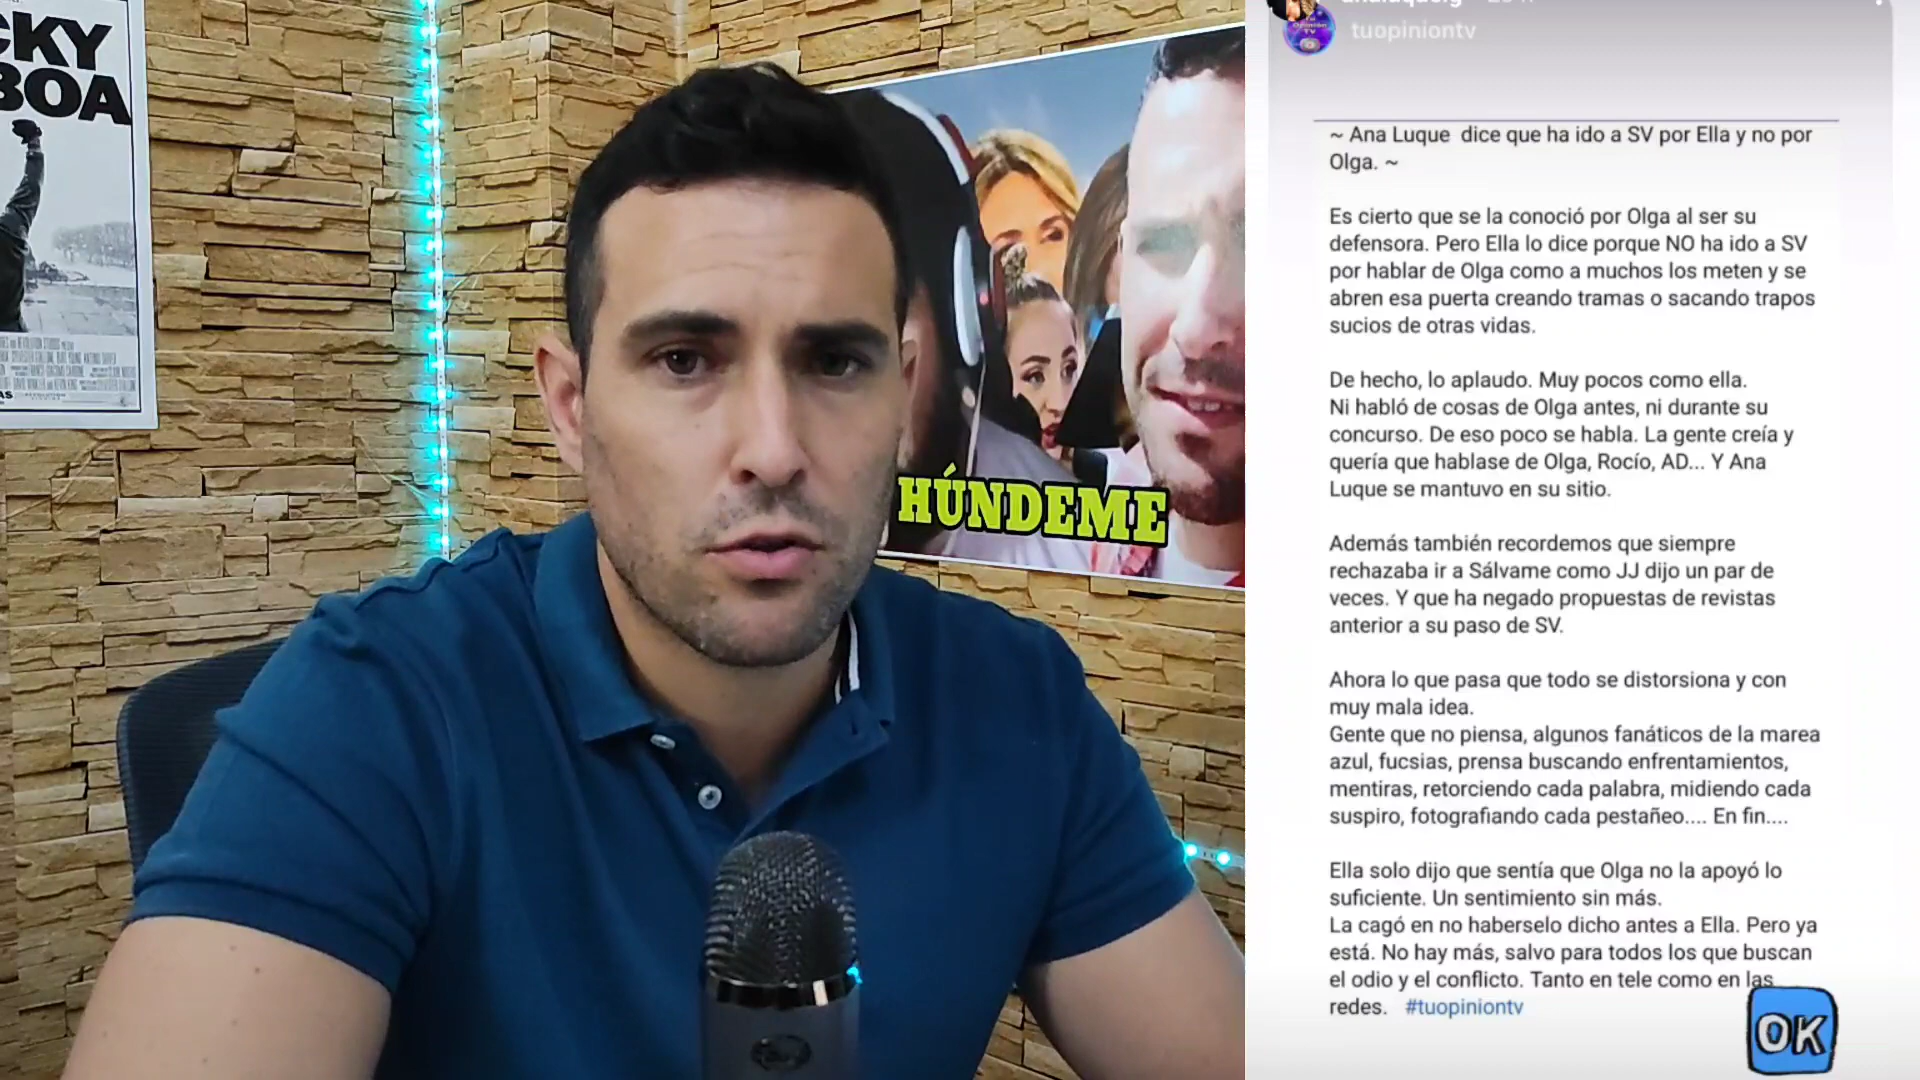 CKY
BOA
HÚNDEME
tuopiniontv
~ Ana Luque dice que ha ido a SV por Ella y no por
Olga. ~
Es cierto que se la conoció por Olga al ser su
defensora. Pero Ella lo dice porque NO ha ido a SV
por hablar de Olga como a muchos los meten y se
abren esa puerta creando tramas o sacando trapos
sucios de otras vidas.
De hecho, lo aplaudo. Muy pocos como ella.
Ni habló de cosas de Olga antes, ni durante su
concurso. De eso poco se habla. La gente creía y
quería que hablase de Olga, Rocío, AD... Y Ana
Luque se mantuvo en su sitio.
Además también recordemos que siempre
rechazaba ir a Sálvame como JJ dijo un par de
veces. Y que ha negado propuestas de revistas
anterior a su paso de SV.
Ahora lo que pasa que todo se distorsiona y con
muy mala idea.
Gente que no piensa, algunos fanáticos de la marea
azul, fucsias, prensa buscando enfrentamientos,
mentiras, retorciendo cada palabra, midiendo cada
suspiro, fotografiando cada pestañeo.... En fin....
Ella solo dijo que sentía que Olga no la apoyó lo
suficiente. Un sentimiento sin más.
La cagó en no haberselo dicho antes a Ella. Pero ya
está. No hay más, salvo para todos los que buscan
el odio y el conflicto. Tanto en tele como en las
redes. #tuopiniontv
OK